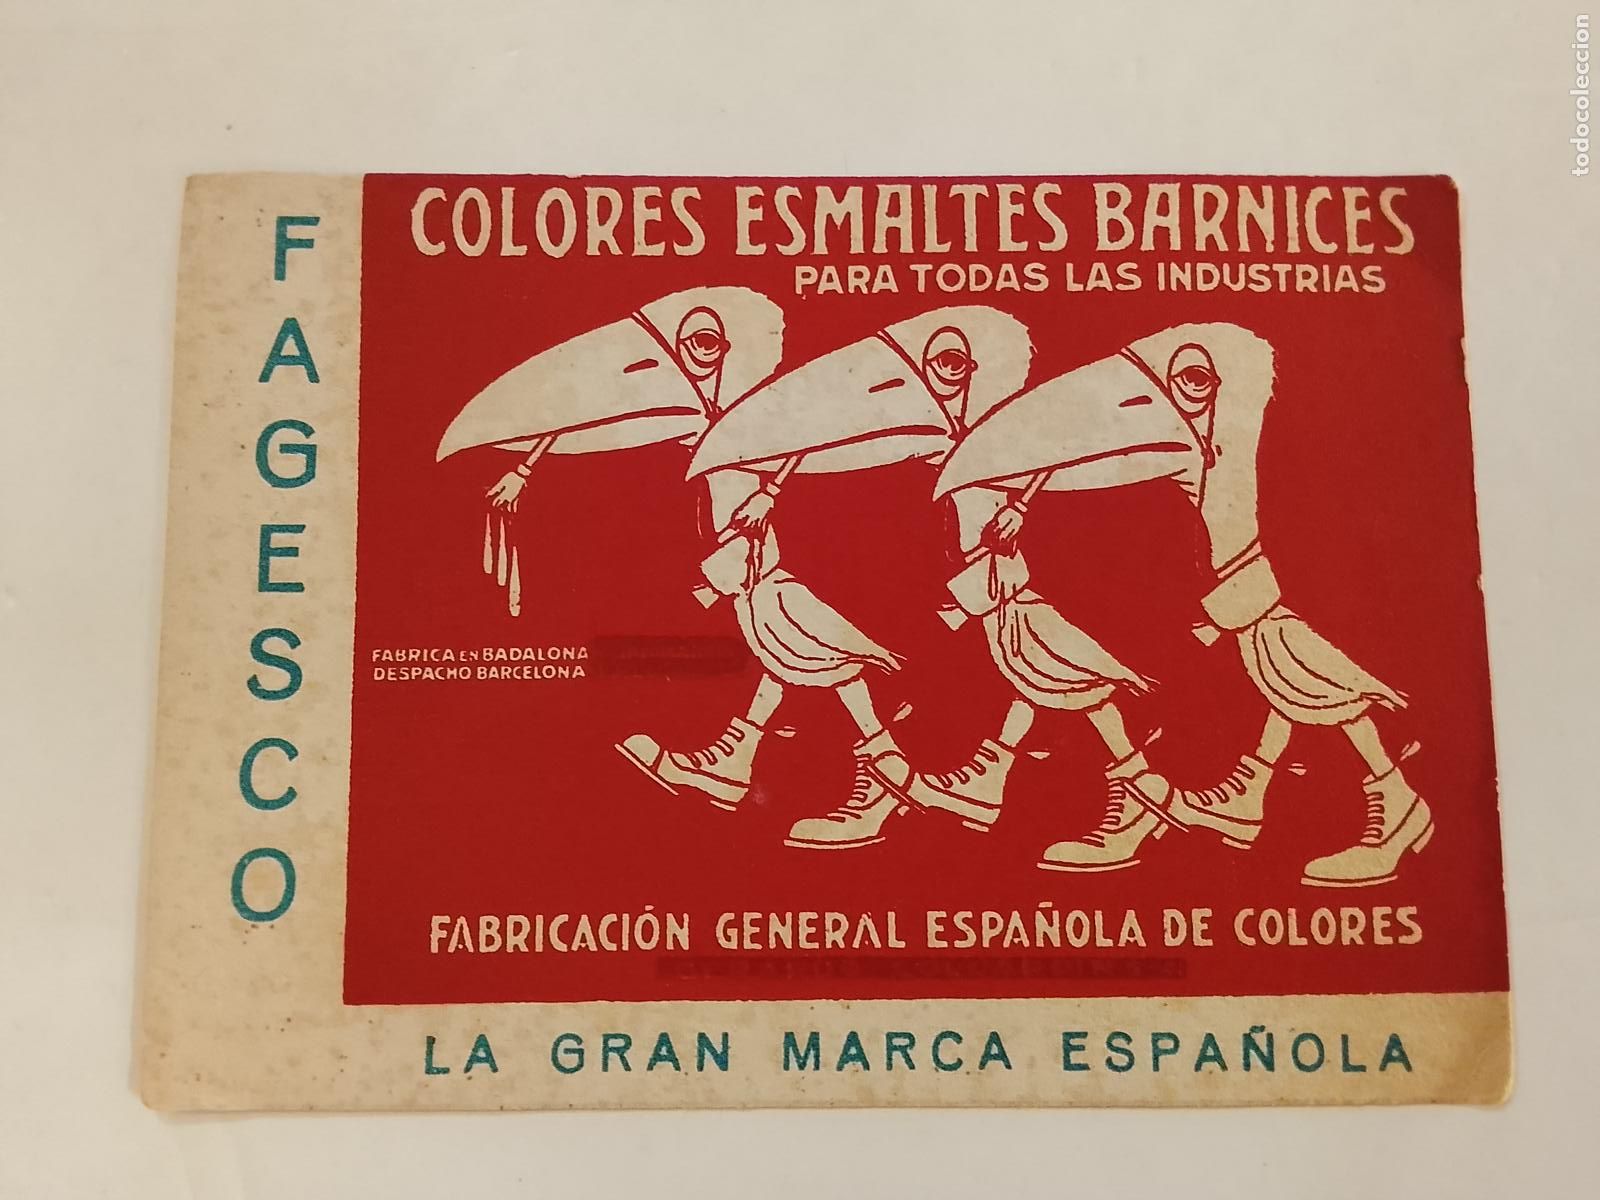 FAGESCO
COLORES ESMALTES BARNICES
PARA TODAS LAS INDUSTRIAS
FABRICA EN BADALONA
DESPACHO BARCELONA
FABRICACIÓN GENERAL ESPAÑOLA DE COLORES
LA GRAN MARCA ESPAÑOLA
todocoleccion